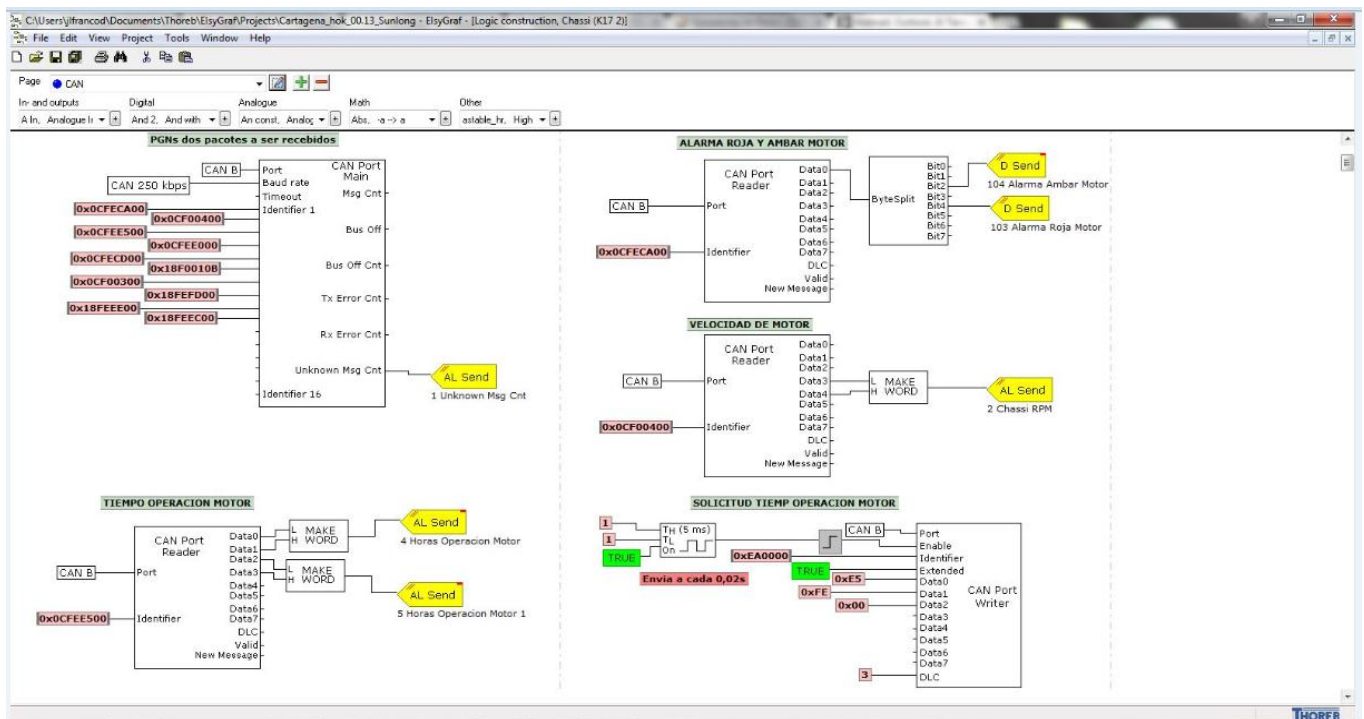 C:\Users\jlfrancod\Documents\Thoreb\ElsyGraf\Projects\Cartagena_hok_00.13_Sunlong - ElsyGraf - [Logic construction, Chassi (K17 2)]
File Edit View Project Tools Window Help
Page CAN
In- and outputs Digital Analogue Math Other
A In, Analogue Ir And 2, And with An const, Analog Abs, -a -> a astable_hr, High
PGNs dos pacotes a ser recebidos
CAN B
CAN 250 kbps
0x0CFECA00
0x0CF00400
0x0CFEE500
0x0CFEE000
0x0CFECD00
0x18F0010B
0x0CF00300
0x18FEFD00
0x18FEEE00
0x18FEEC00
Port
Baud rate
Timeout
Identifier 1
Identifier 16
CAN Port
Main
Msg Cnt
Bus Off
Bus Off Cnt
Tx Error Cnt
Rx Error Cnt
Unknown Msg Cnt
AL Send
1 Unknown Msg Cnt
ALARMA ROJA Y AMBAR MOTOR
CAN B
0x0CFECA00
Port
Identifier
CAN Port
Reader
Data0
Data1
Data2
Data3
Data4
Data5
Data6
Data7
DLC
Valid
New Message
ByteSplit
Bit0
Bit1
Bit2
Bit3
Bit4
Bit5
Bit6
Bit7
D Send
104 Alarma Ambar Motor
D Send
103 Alarma Roja Motor
VELOCIDAD DE MOTOR
CAN B
0x0CF00400
Port
Identifier
CAN Port
Reader
Data0
Data1
Data2
Data3
Data4
Data5
Data6
Data7
DLC
Valid
New Message
L MAKE
H WORD
AL Send
2 Chassi RPM
TIEMPO OPERACION MOTOR
CAN B
0x0CFEE500
Port
Identifier
CAN Port
Reader
Data0
Data1
Data2
Data3
Data4
Data5
Data6
Data7
DLC
Valid
New Message
L MAKE
H WORD
L MAKE
H WORD
AL Send
4 Horas Operacion Motor
AL Send
5 Horas Operacion Motor 1
SOLICITUD TIEMP OPERACION MOTOR
1
1
TRUE
TH (5 ms)
TL
On
Envia a cada 0,02s
CAN B
0xEA0000
TRUE
0xE5
0xFE
0x00
3
Port
Enable
Identifier
Extended
Data0
Data1
Data2
Data3
Data4
Data5
Data6
Data7
DLC
CAN Port
Writer
THOREB